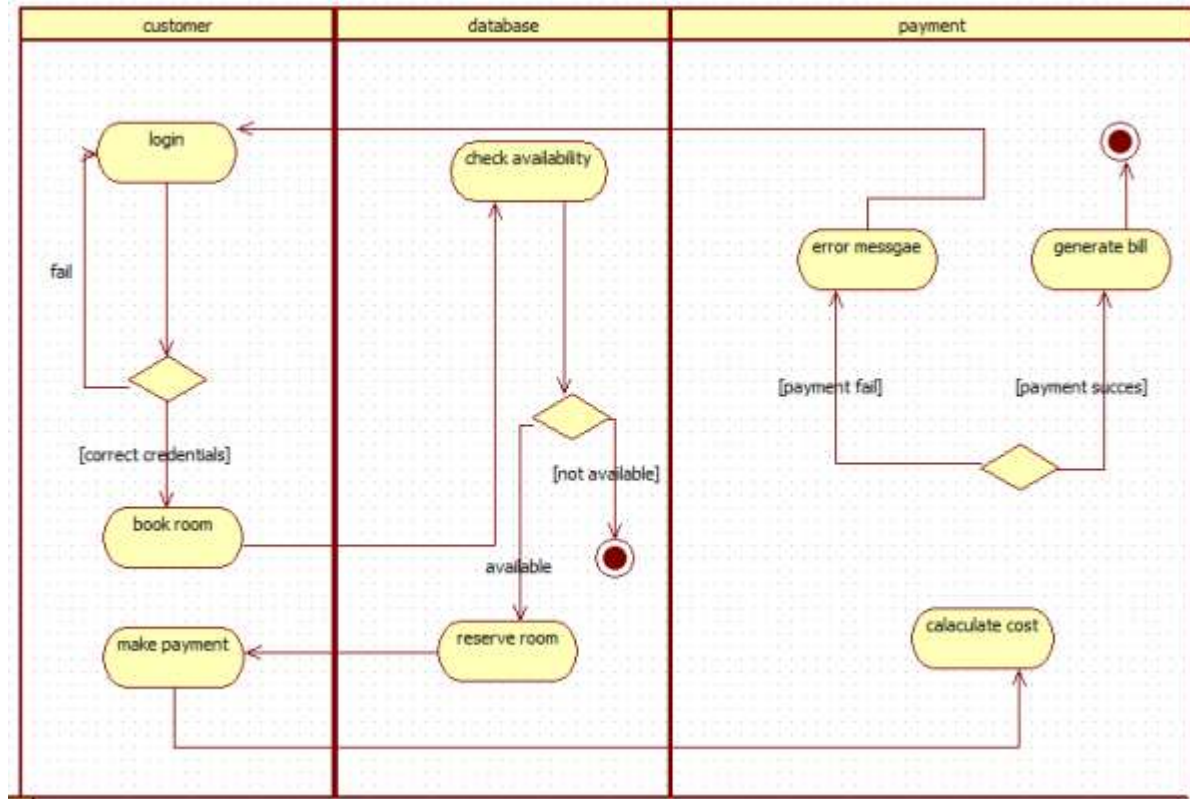 customer
database
payment
login
check availability
error messgae
generate bill
fail
[payment fail]
[payment succes]
[correct credentials]
[not available]
book room
available
make payment
reserve room
calaculate cost